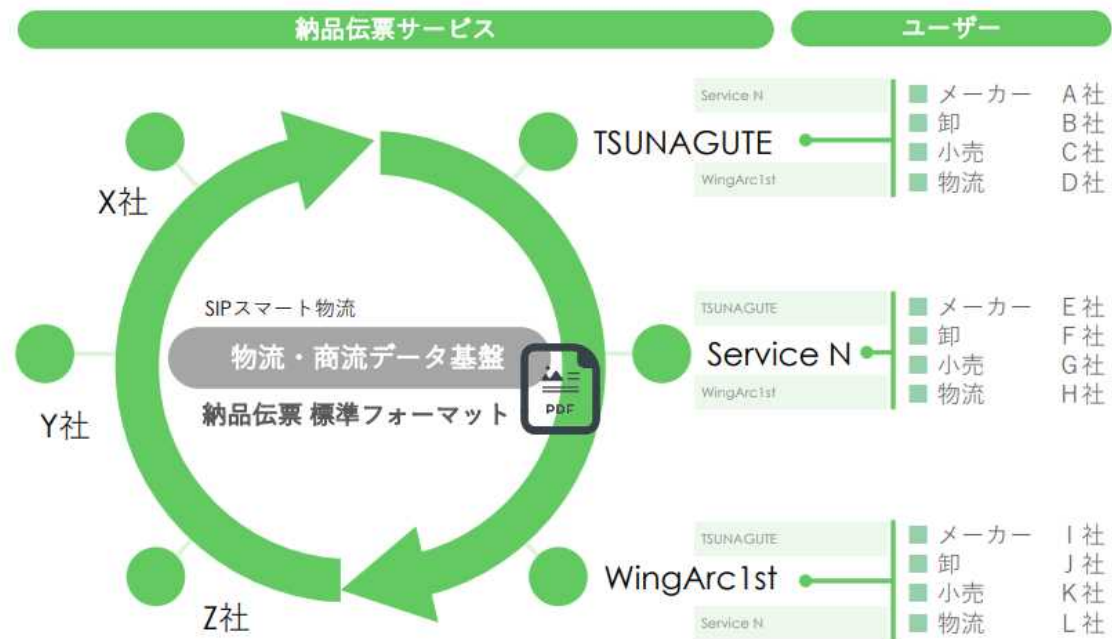 納品伝票サービス
ユーザー
Service N
TSUNAGUTE
WingArc1st
メーカー A社
卸 B社
小売 C社
物流 D社
X社
SIPスマート物流
物流・商流データ基盤
納品伝票 標準フォーマット
PDF
Y社
TSUNAGUTE
Service N
WingArc1st
メーカー E社
卸 F社
小売 G社
物流 H社
Z社
TSUNAGUTE
WingArc1st
Service N
メーカー I社
卸 J社
小売 K社
物流 L社